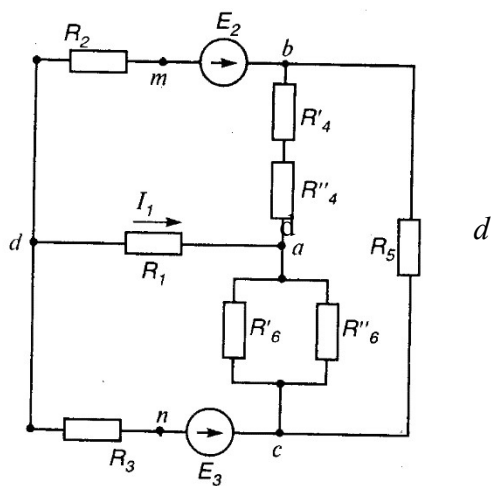 R2 E2
m b
R'4
R''4
I1 d
d a R5 d
R1
R'6 R''6
n
R3 E3 c